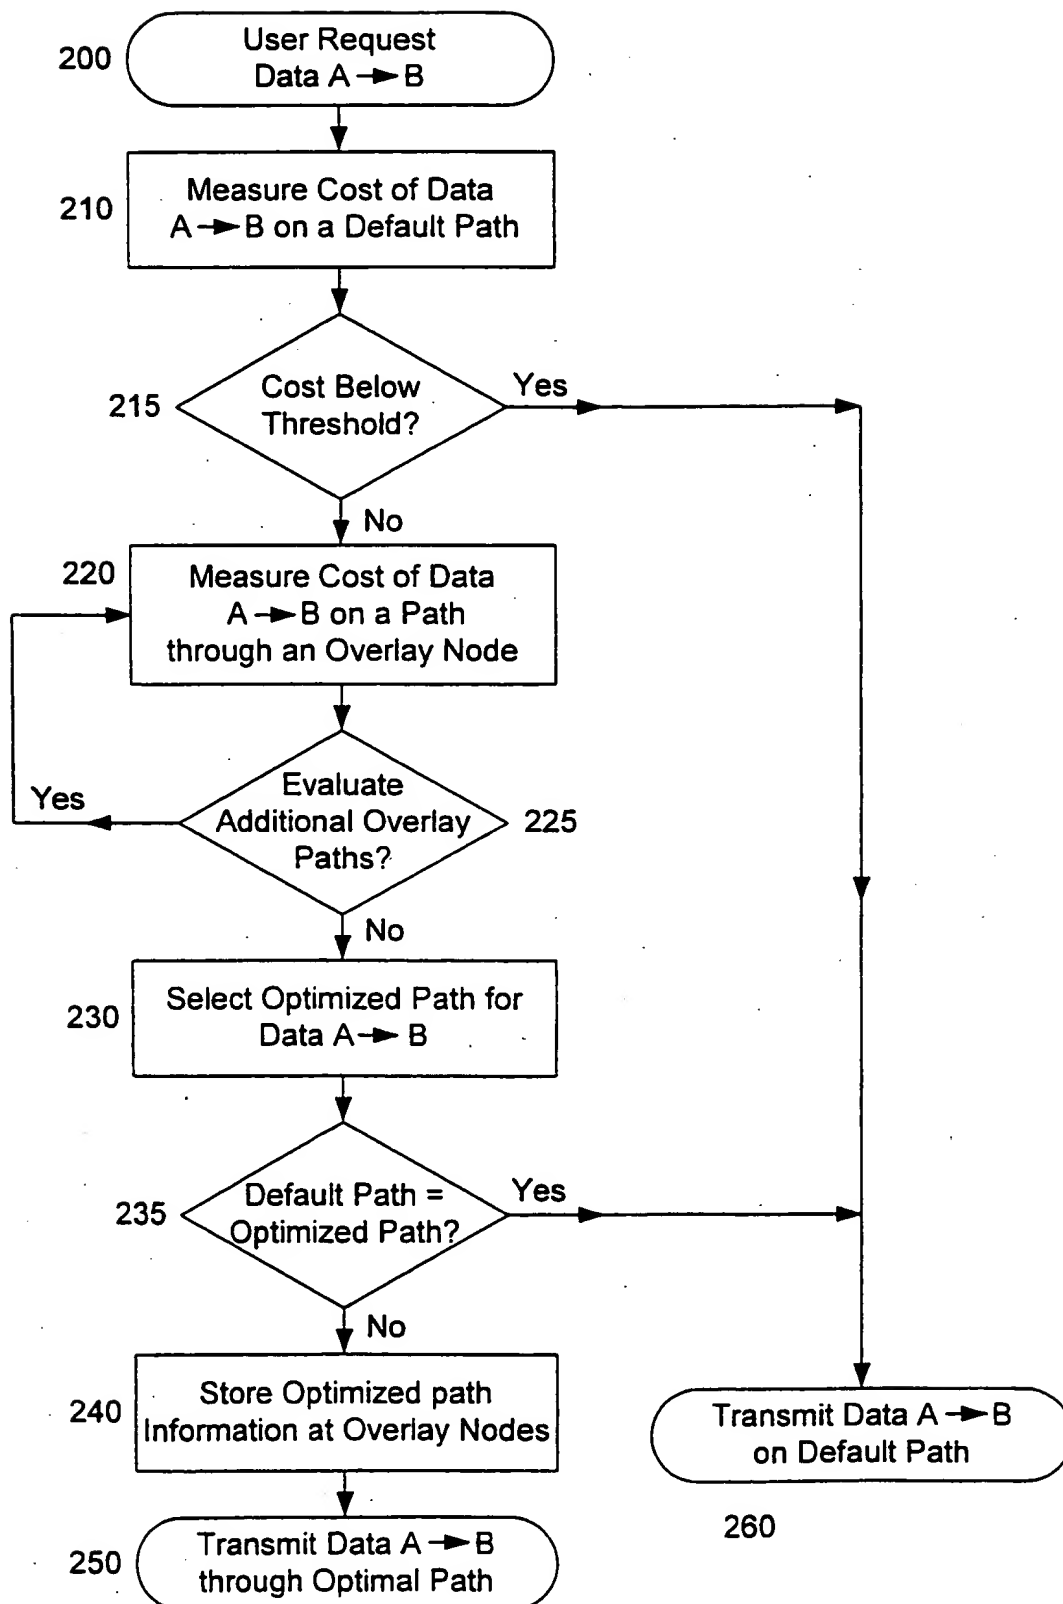 200
User Request
Data A → B
210
Measure Cost of Data
A → B on a Default Path
215
Cost Below
Threshold?
Yes
No
220
Measure Cost of Data
A → B on a Path
through an Overlay Node
Yes
Evaluate
Additional Overlay
Paths?
225
No
230
Select Optimized Path for
Data A → B
235
Default Path =
Optimized Path?
Yes
No
240
Store Optimized path
Information at Overlay Nodes
Transmit Data A → B
on Default Path
260
250
Transmit Data A → B
through Optimal Path